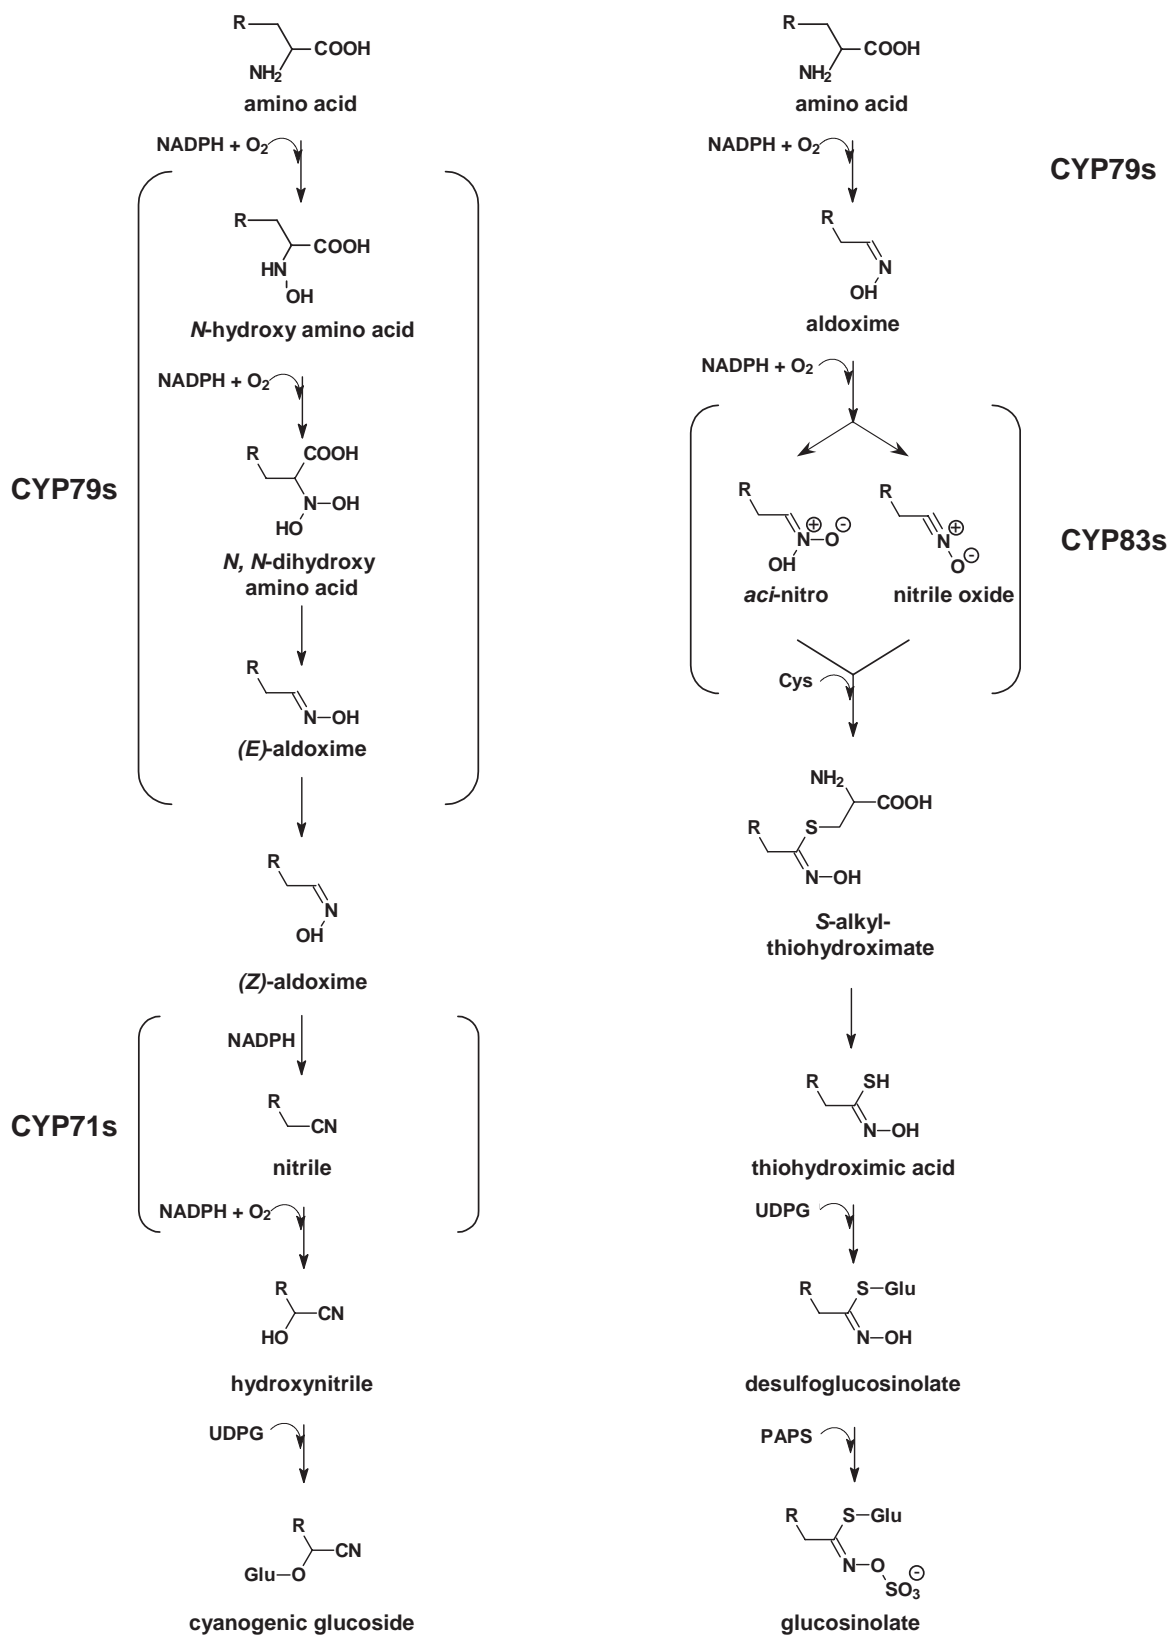 R
COOH
NH2
amino acid
NADPH + O2
R
COOH
HN
OH
N-hydroxy amino acid
NADPH + O2
CYP79s
R
COOH
N
OH
HO
N, N-dihydroxy
amino acid
R
N
OH
(E)-aldoxime
R
N
OH
(Z)-aldoxime
NADPH
CYP71s
R
CN
nitrile
NADPH + O2
R
CN
HO
hydroxynitrile
UDPG
R
CN
Glu
O
cyanogenic glucoside
R
COOH
NH2
amino acid
NADPH + O2
CYP79s
R
N
OH
aldoxime
NADPH + O2
R
N
+
O
-
OH
aci-nitro
R
N
+
O
-
nitrile oxide
CYP83s
Cys
NH2
COOH
R
S
N
OH
S-alkyl-
thiohydroximate
R
SH
N
OH
thiohydroximic acid
UDPG
R
S
Glu
N
OH
desulfoglucosinolate
PAPS
R
S
Glu
N
O
SO3
-
glucosinolate